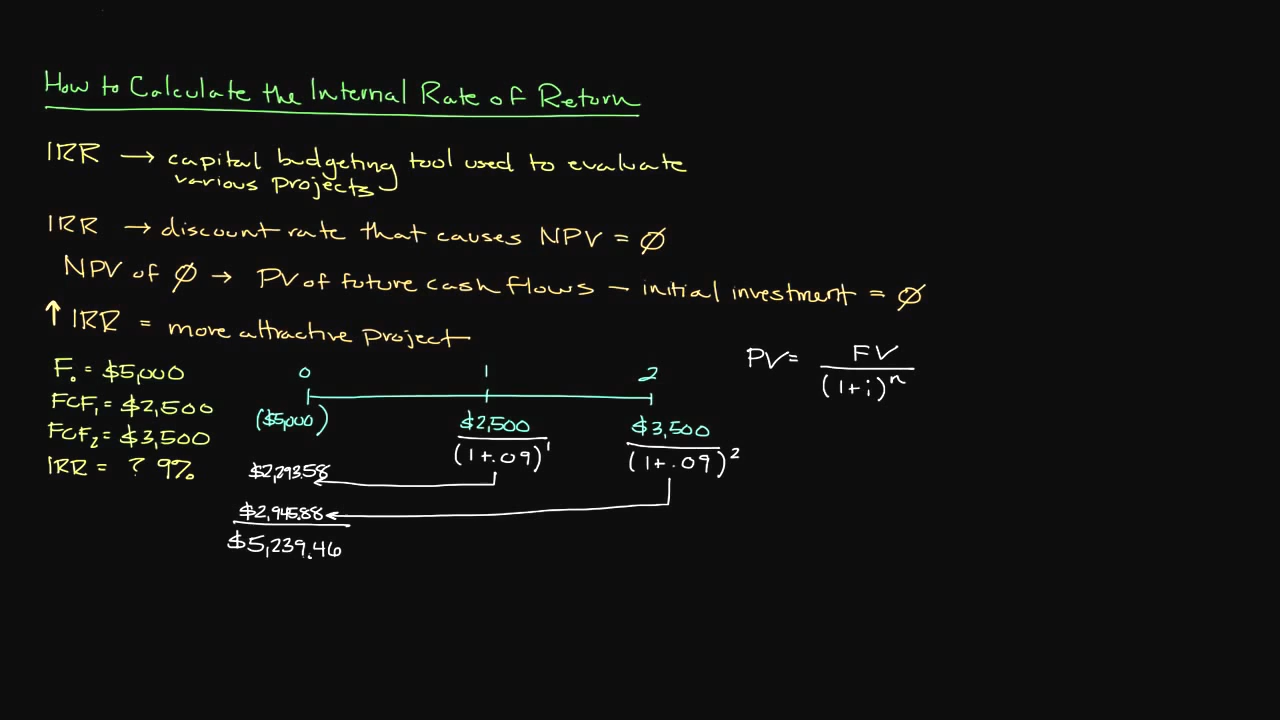 How to Calculate the Internal Rate of Return
IRR → capital budgeting tool used to evaluate
various projects
IRR → discount rate that causes NPV = ∅
NPV of ∅ → PV of future cash flows – initial investment = ∅
↑ IRR = more attractive project
F₀ = $5,000
FCF₁ = $2,500
FCF₂ = $3,500
IRR = ? 9%
0 1 2
($5,000)
$2,500
(1+.09)¹
$3,500
(1+.09)²
$2,293.58
$2,945.88
$5,239.46
PV = FV
(1+i)ⁿ